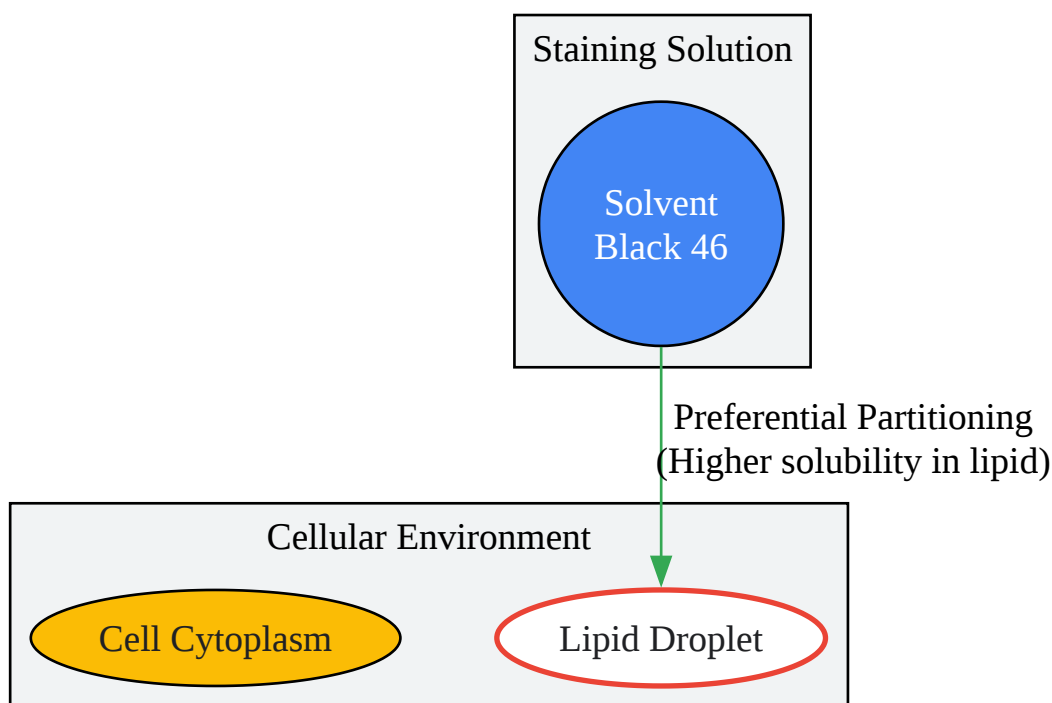 Staining Solution
Solvent
Black 46
Preferential Partitioning
(Higher solubility in lipid)
Cellular Environment
Cell Cytoplasm
Lipid Droplet